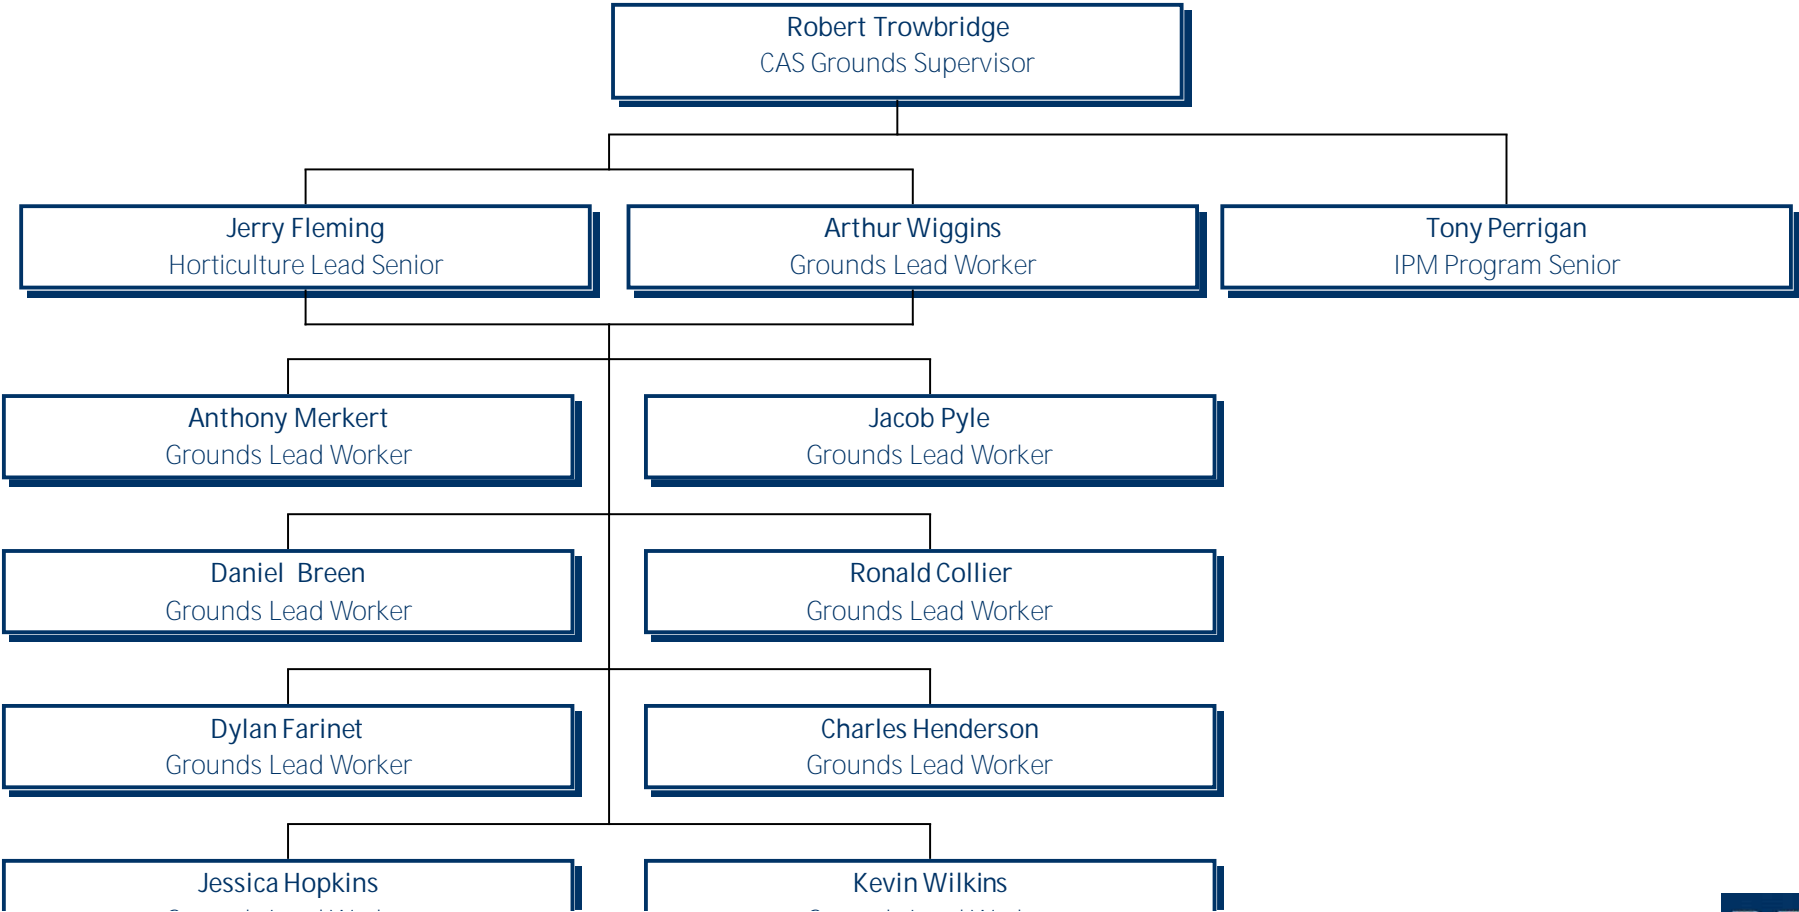 Robert Trowbridge
CAS Grounds Supervisor
Jerry Fleming
Horticulture Lead Senior
Arthur Wiggins
Grounds Lead Worker
Tony Perrigan
IPM Program Senior
Anthony Merkert
Grounds Lead Worker
Jacob Pyle
Grounds Lead Worker
Daniel Breen
Grounds Lead Worker
Ronald Collier
Grounds Lead Worker
Dylan Farinet
Grounds Lead Worker
Charles Henderson
Grounds Lead Worker
Jessica Hopkins
Kevin Wilkins